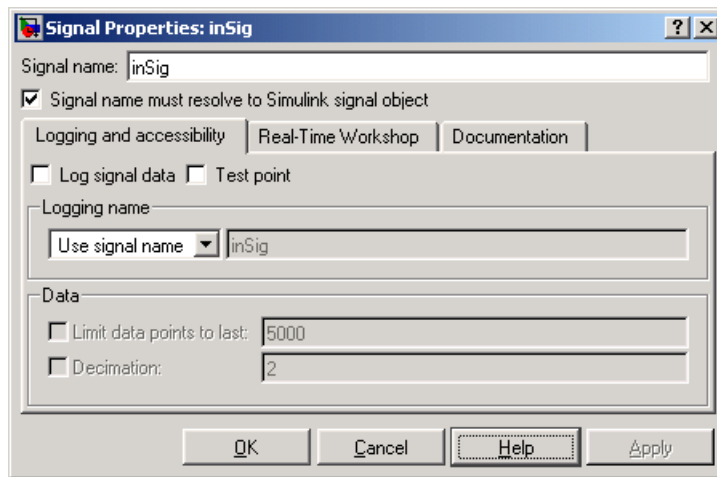 Signal Properties: inSig
Signal name: inSig
Signal name must resolve to Simulink signal object
Logging and accessibility Real-Time Workshop Documentation
Log signal data Test point
Logging name
Use signal name inSig
Data
Limit data points to last: 5000
Decimation: 2
OK Cancel Help Apply